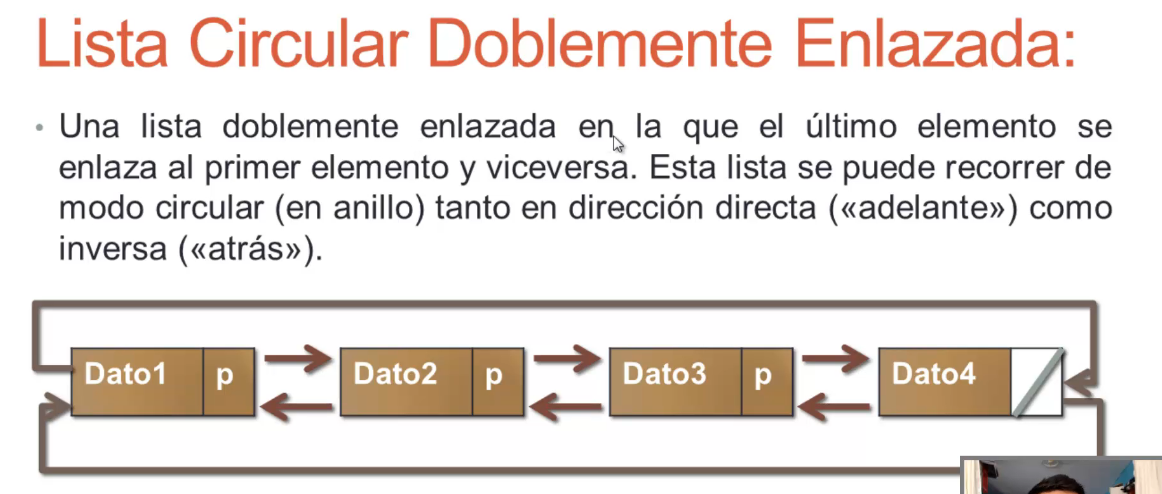 Lista Circular Doblemente Enlazada:
• Una lista doblemente enlazada en la que el último elemento se
enlaza al primer elemento y viceversa. Esta lista se puede recorrer de
modo circular (en anillo) tanto en dirección directa («adelante») como
inversa («atrás»).
Dato1 p Dato2 p Dato3 p Dato4